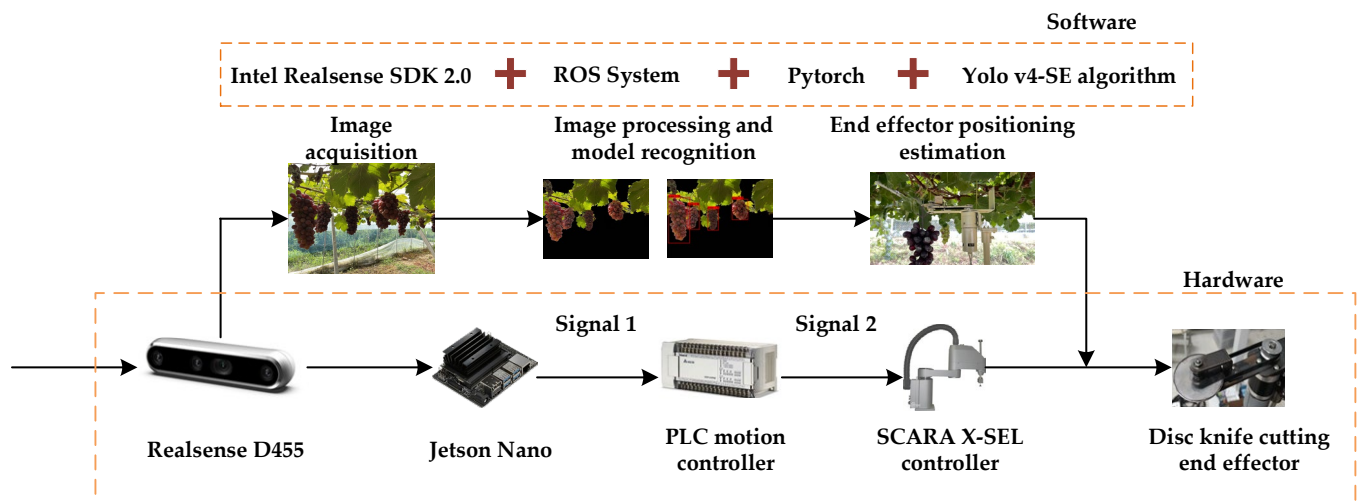 Software
Intel Realsense SDK 2.0 + ROS System + Pytorch + Yolo v4-SE algorithm
Image
acquisition
Image processing and
model recognition
End effector positioning
estimation
Hardware
Signal 1
Signal 2
Realsense D455
Jetson Nano
PLC motion
controller
SCARA X-SEL
controller
Disc knife cutting
end effector